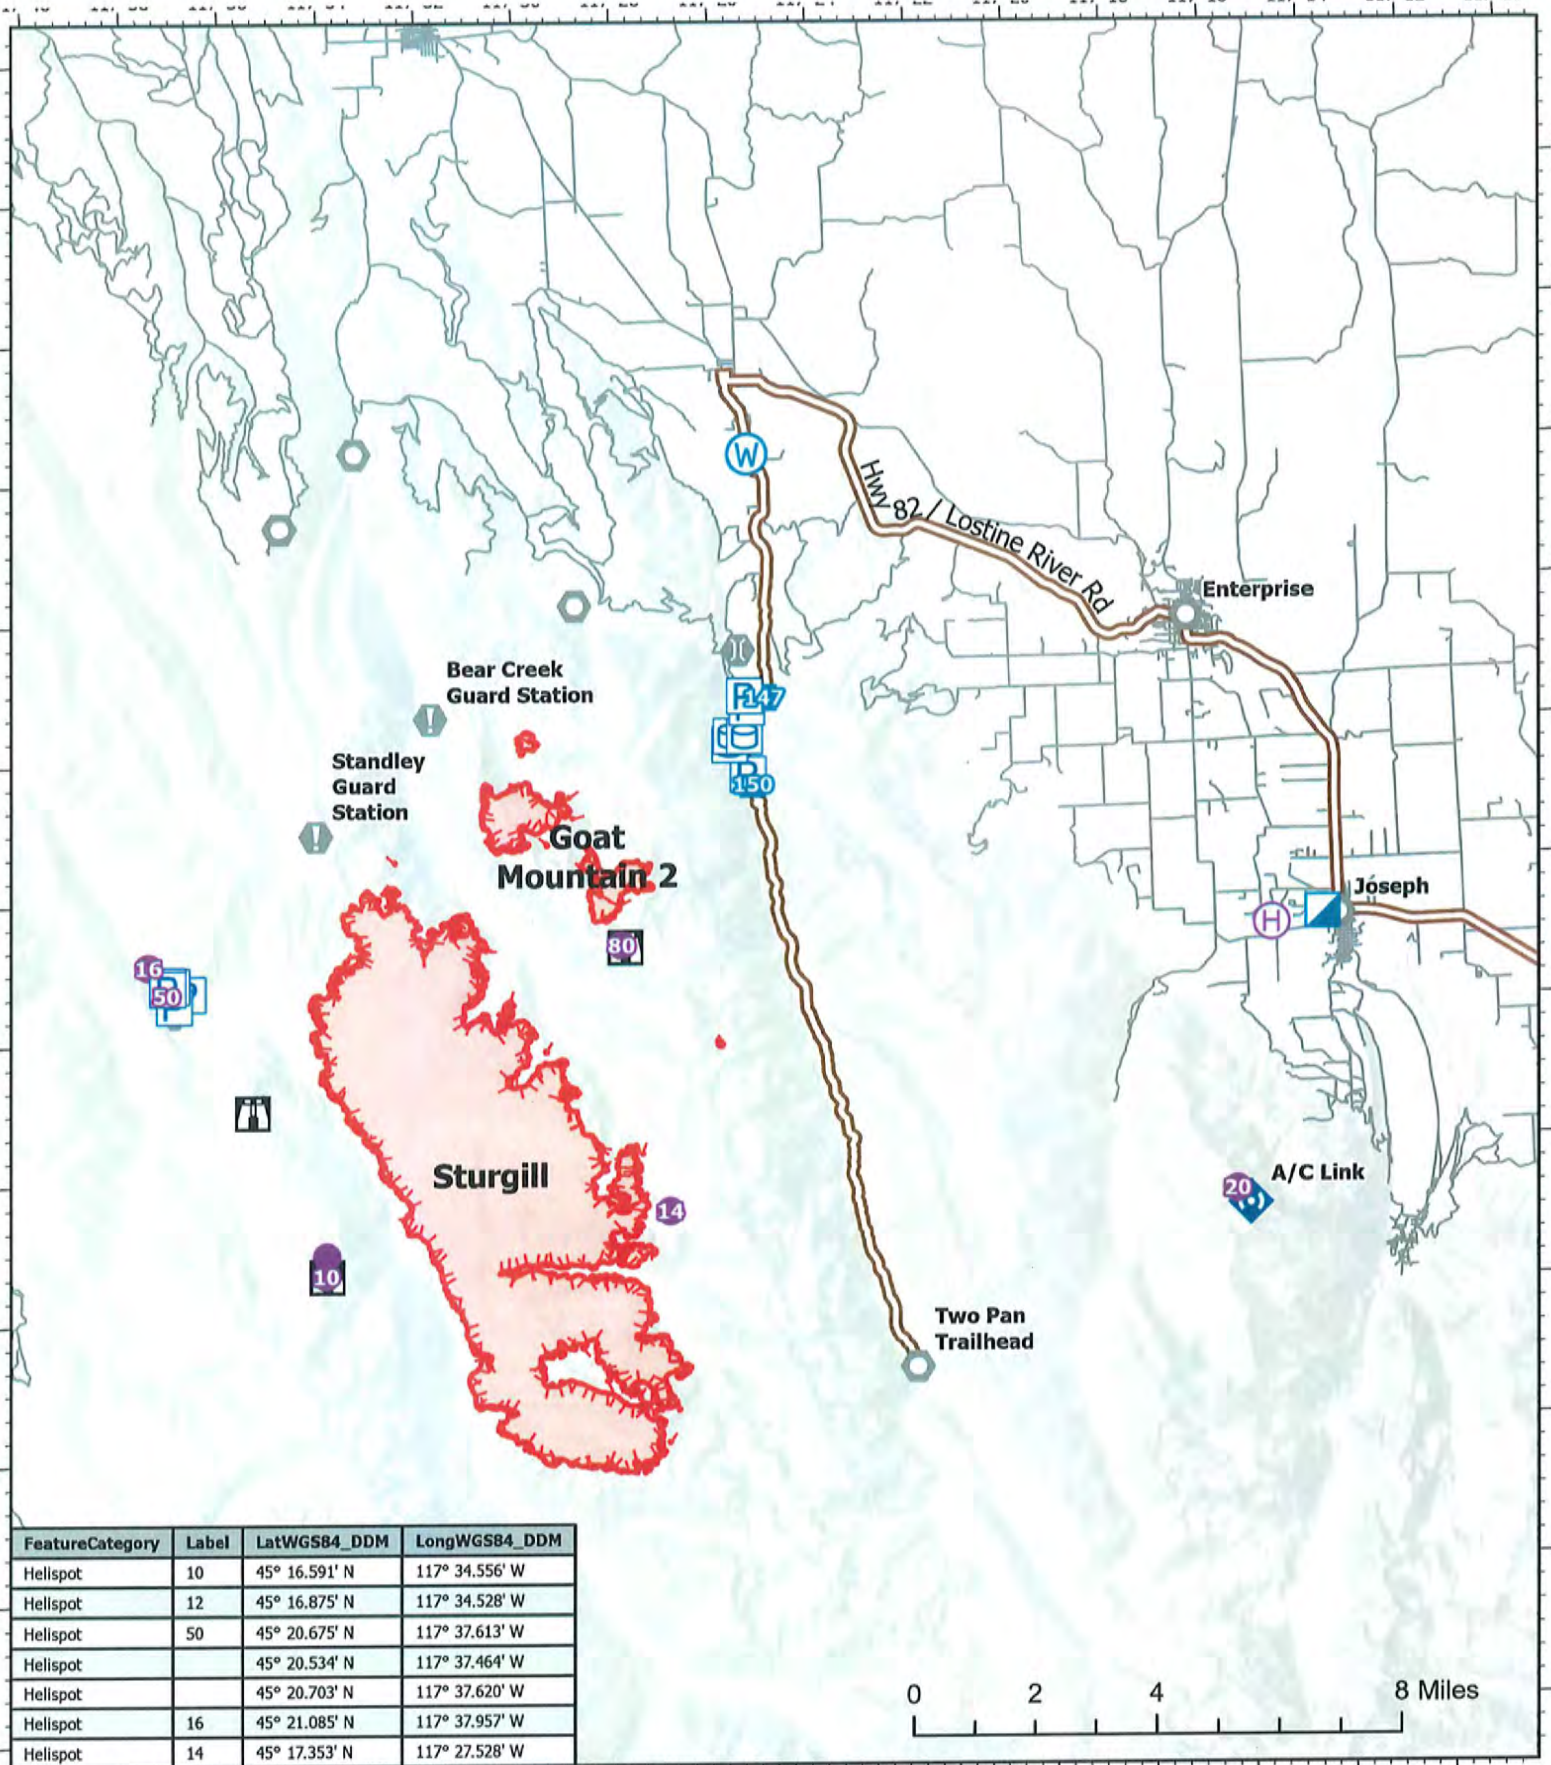 W
Hwy 82 / Lostine River Rd
Enterprise
Bear Creek
Guard Station
P
147
!
Standley
Guard
Station
P
150
!
Goat
Mountain 2
Joseph
H
80
16
P
50
P
Sturgill
A/C Link
20
14
10
Two Pan
Trailhead
FeatureCategory Label LatWGS84_DDM LongWGS84_DDM
Helispot 10 45° 16.591' N 117° 34.556' W
Helispot 12 45° 16.875' N 117° 34.528' W
Helispot 50 45° 20.675' N 117° 37.613' W
Helispot 45° 20.534' N 117° 37.464' W
Helispot 45° 20.703' N 117° 37.620' W
Helispot 16 45° 21.085' N 117° 37.957' W
Helispot 14 45° 17.353' N 117° 27.528' W
0 2 4 8 Miles